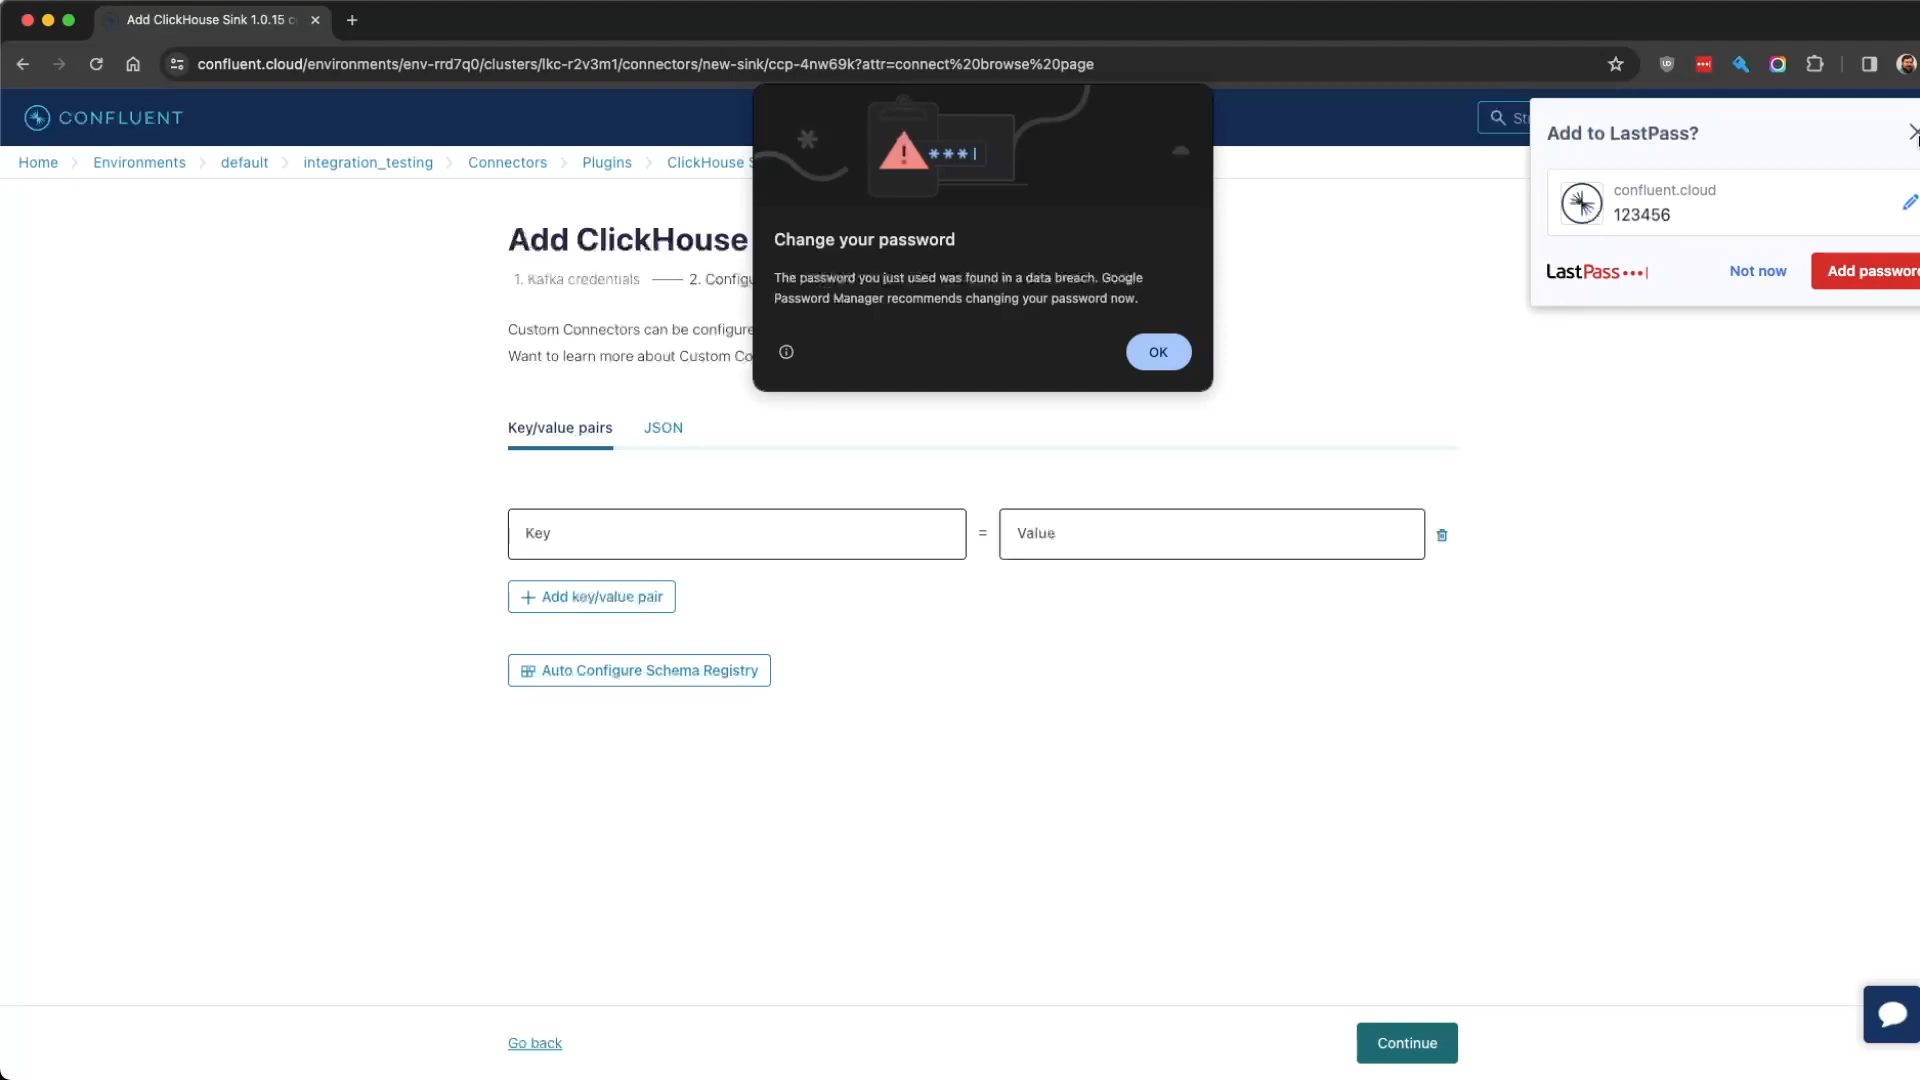 Add ClickHouse Sink 1.0.15 c
confluent.cloud/environments/env-rrd7q0/clusters/lkc-r2v3m1/connectors/new-sink/ccp-4nw69k?attr=connect%20browse%20page
CONFLUENT
St
Home
Environments
default
integration_testing
Connectors
Plugins
ClickHouse S
Add ClickHouse
1. Kafka credentials
2. Configu
Custom Connectors can be configure
Want to learn more about Custom Co
***|
Change your password
The password you just used was found in a data breach. Google
Password Manager recommends changing your password now.
OK
Add to LastPass?
confluent.cloud
123456
LastPass•••|
Not now
Add password
Key/value pairs
JSON
Key
=
Value
+ Add key/value pair
Auto Configure Schema Registry
Go back
Continue